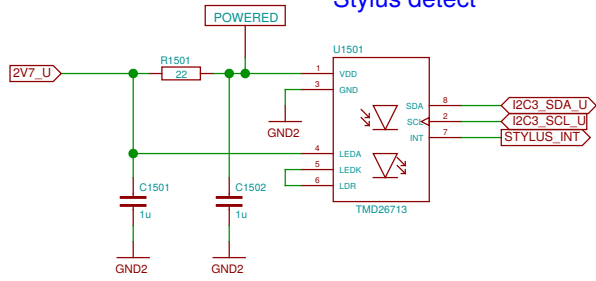 Stylus detect
POWERED
U1501
R1501
2V7_U
22
1
VDD
3
GND
SDA
8
I2C3_SDA_U
SCL
2
I2C3_SCL_U
INT
7
STYLUS_INT
GND2
4
LEDA
5
LEDK
6
LDR
C1501
1u
C1502
1u
TMD26713
GND2
GND2